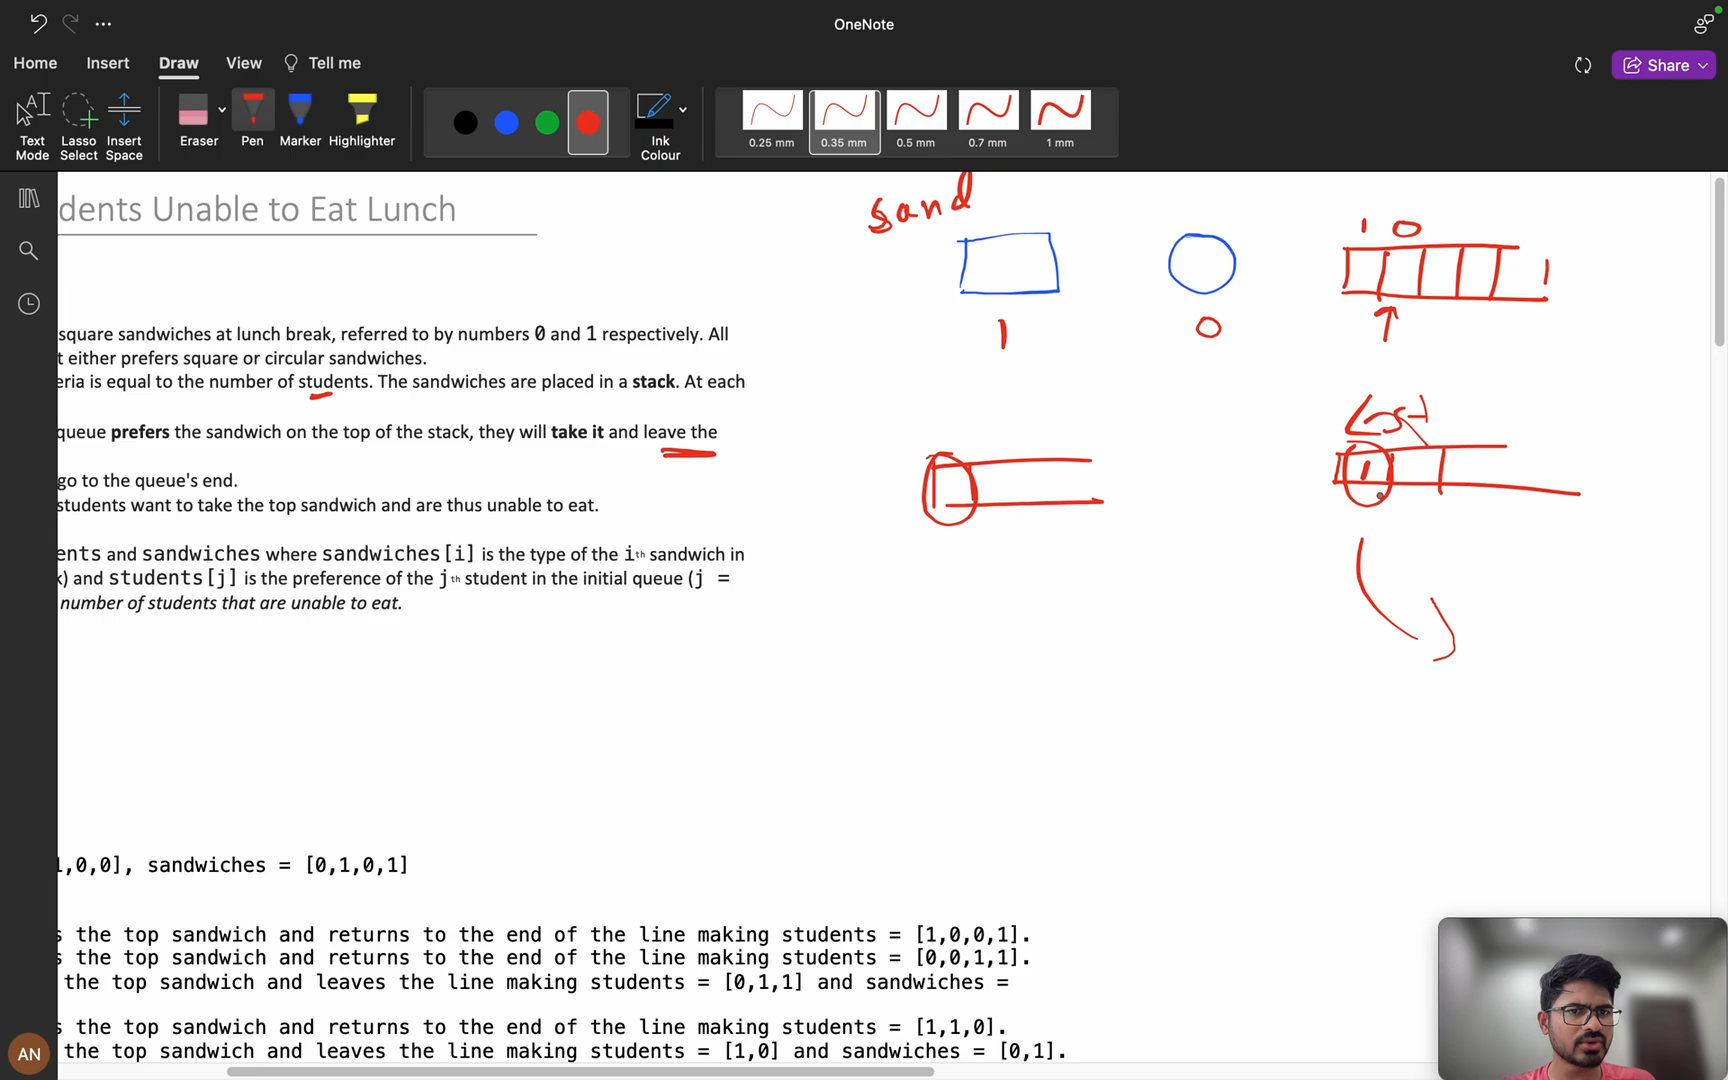 OneNote
Home Insert Draw View Tell me
Share
Text Mode
Lasso Select
Insert Space
Eraser
Pen
Marker
Highlighter
Ink Colour
0.25 mm
0.35 mm
0.5 mm
0.7 mm
1 mm
dents Unable to Eat Lunch
sand
1 0
1
1
0
square sandwiches at lunch break, referred to by numbers 0 and 1 respectively. All
t either prefers square or circular sandwiches.
eria is equal to the number of students. The sandwiches are placed in a stack. At each
queue prefers the sandwich on the top of the stack, they will take it and leave the
go to the queue's end.
students want to take the top sandwich and are thus unable to eat.
1
ents and sandwiches where sandwiches[i] is the type of the ith sandwich in
k) and students[j] is the preference of the jth student in the initial queue (j =
number of students that are unable to eat.
1,0,0], sandwiches = [0,1,0,1]
s the top sandwich and returns to the end of the line making students = [1,0,0,1].
s the top sandwich and returns to the end of the line making students = [0,0,1,1].
the top sandwich and leaves the line making students = [0,1,1] and sandwiches =
s the top sandwich and returns to the end of the line making students = [1,1,0].
the top sandwich and leaves the line making students = [1,0] and sandwiches = [0,1].
AN